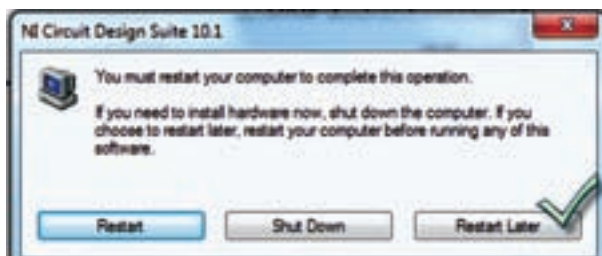 NI Circuit Design Suite 10.1
You must restart your computer to complete this operation.
If you need to install hardware now, shut down the computer. If you
choose to restart later, restart your computer before running any of this
software.
Restart
Shut Down
Restart Later